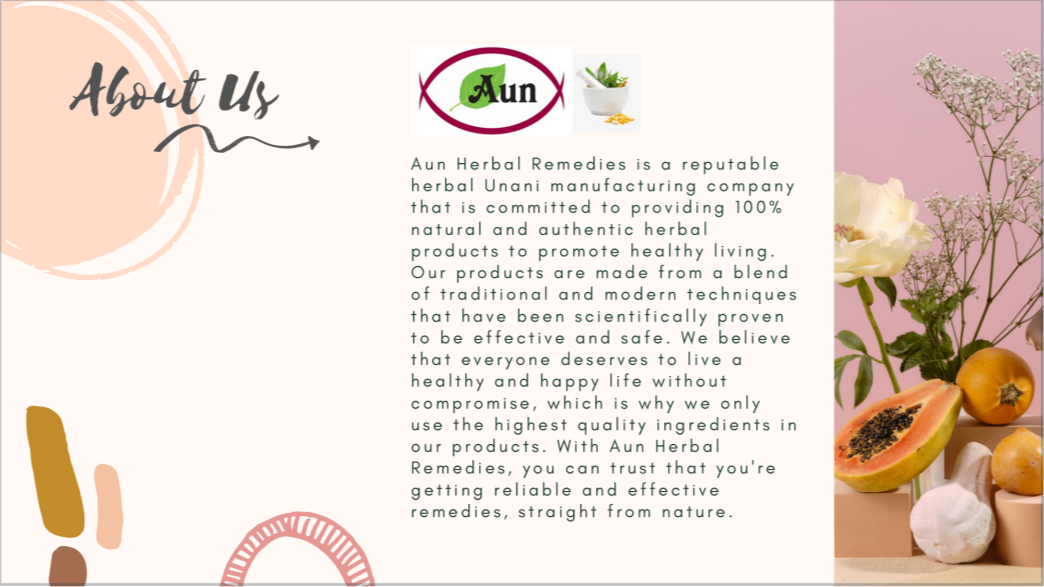 About Us
Aun
Aun Herbal Remedies is a reputable
herbal Unani manufacturing company
that is committed to providing 100%
natural and authentic herbal
products to promote healthy living.
Our products are made from a blend
of traditional and modern techniques
that have been scientifically proven
to be effective and safe. We believe
that everyone deserves to live a
healthy and happy life without
compromise, which is why we only
use the highest quality ingredients in
our products. With Aun Herbal
Remedies, you can trust that you're
getting reliable and effective
remedies, straight from nature.